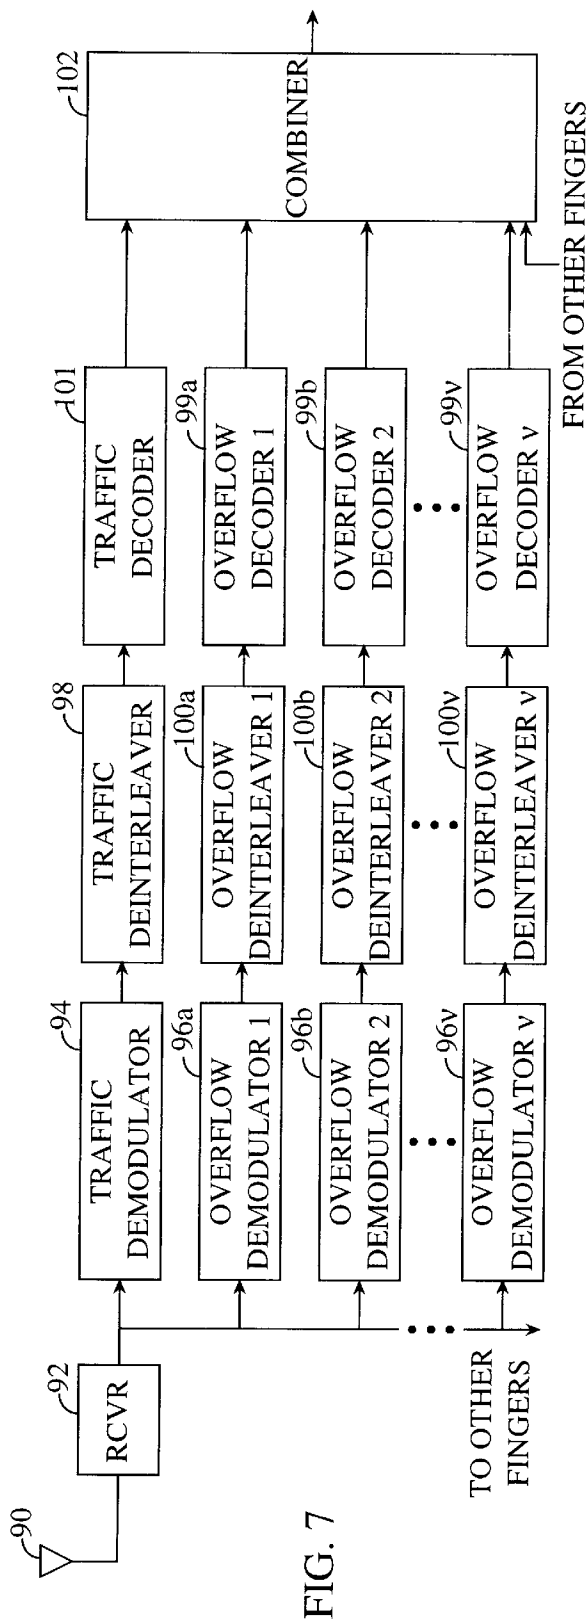 90
92
RCVR
TO OTHER
FINGERS
94
TRAFFIC
DEMODULATOR
98
TRAFFIC
DEINTERLEAVER
101
TRAFFIC
DECODER
96a
OVERFLOW
DEMODULATOR 1
100a
OVERFLOW
DEINTERLEAVER 1
99a
OVERFLOW
DECODER 1
96b
OVERFLOW
DEMODULATOR 2
100b
OVERFLOW
DEINTERLEAVER 2
99b
OVERFLOW
DECODER 2
96ν
OVERFLOW
DEMODULATOR ν
100ν
OVERFLOW
DEINTERLEAVER ν
99ν
OVERFLOW
DECODER ν
102
COMBINER
FROM OTHER FINGERS
FIG. 7